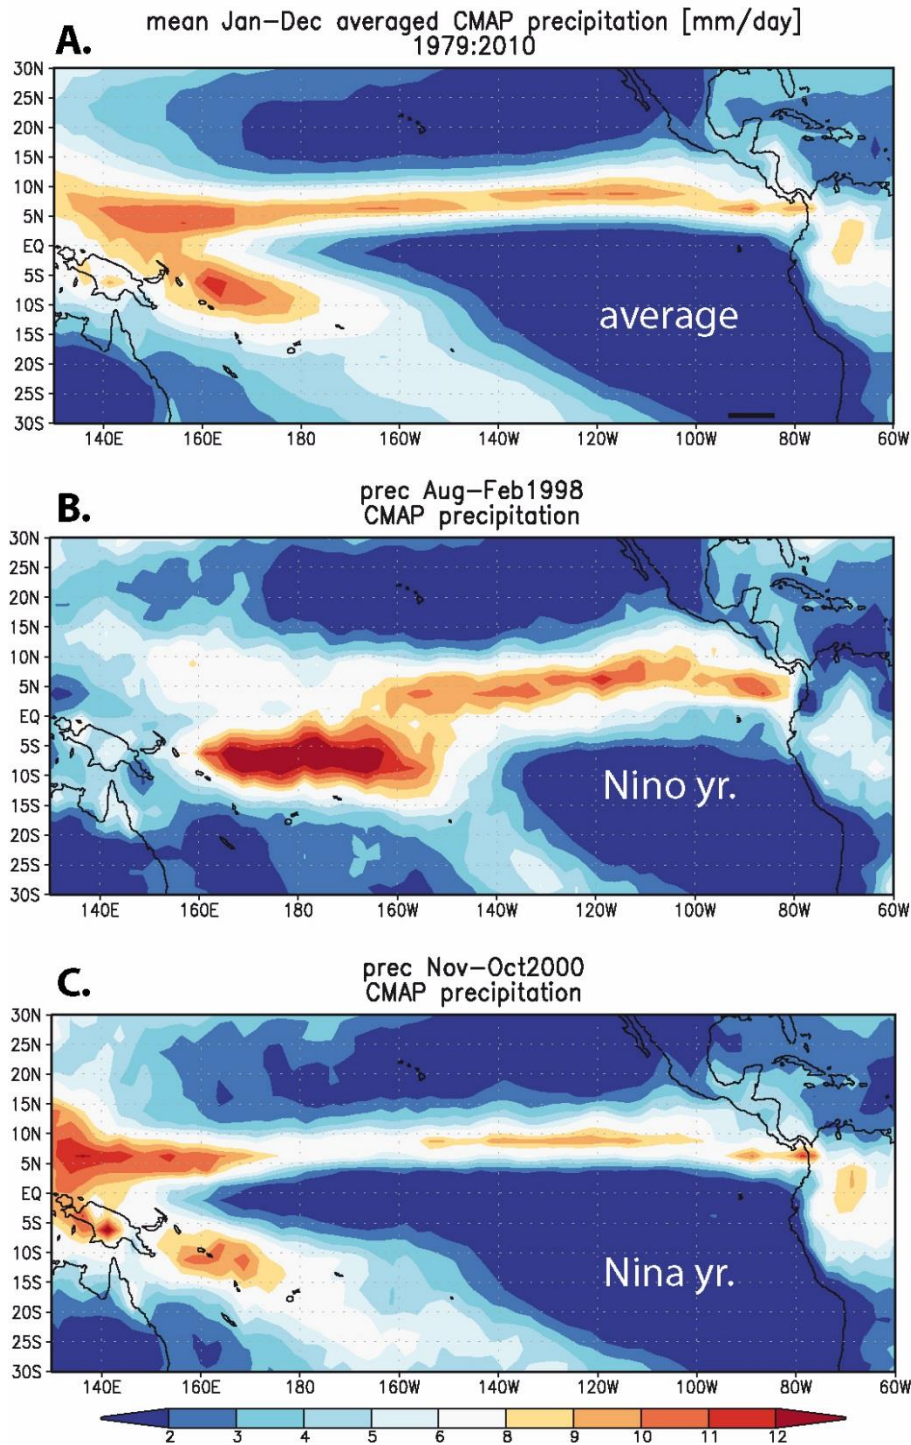 mean Jan-Dec averaged CMAP precipitation [mm/day]
A.
1979:2010
30N
25N
20N
15N
10N
5N
EQ
5S
10S
15S
20S
25S
30S
average
140E 160E 180 160W 140W 120W 100W 80W 60W
prec Aug-Feb1998
B.
CMAP precipitation
30N
25N
20N
15N
10N
5N
EQ
5S
10S
15S
20S
25S
30S
Nino yr.
140E 160E 180 160W 140W 120W 100W 80W 60W
prec Nov-Oct2000
C.
CMAP precipitation
30N
25N
20N
15N
10N
5N
EQ
5S
10S
15S
20S
25S
30S
Nina yr.
140E 160E 180 160W 140W 120W 100W 80W 60W
2 3 4 5 6 8 9 10 11 12